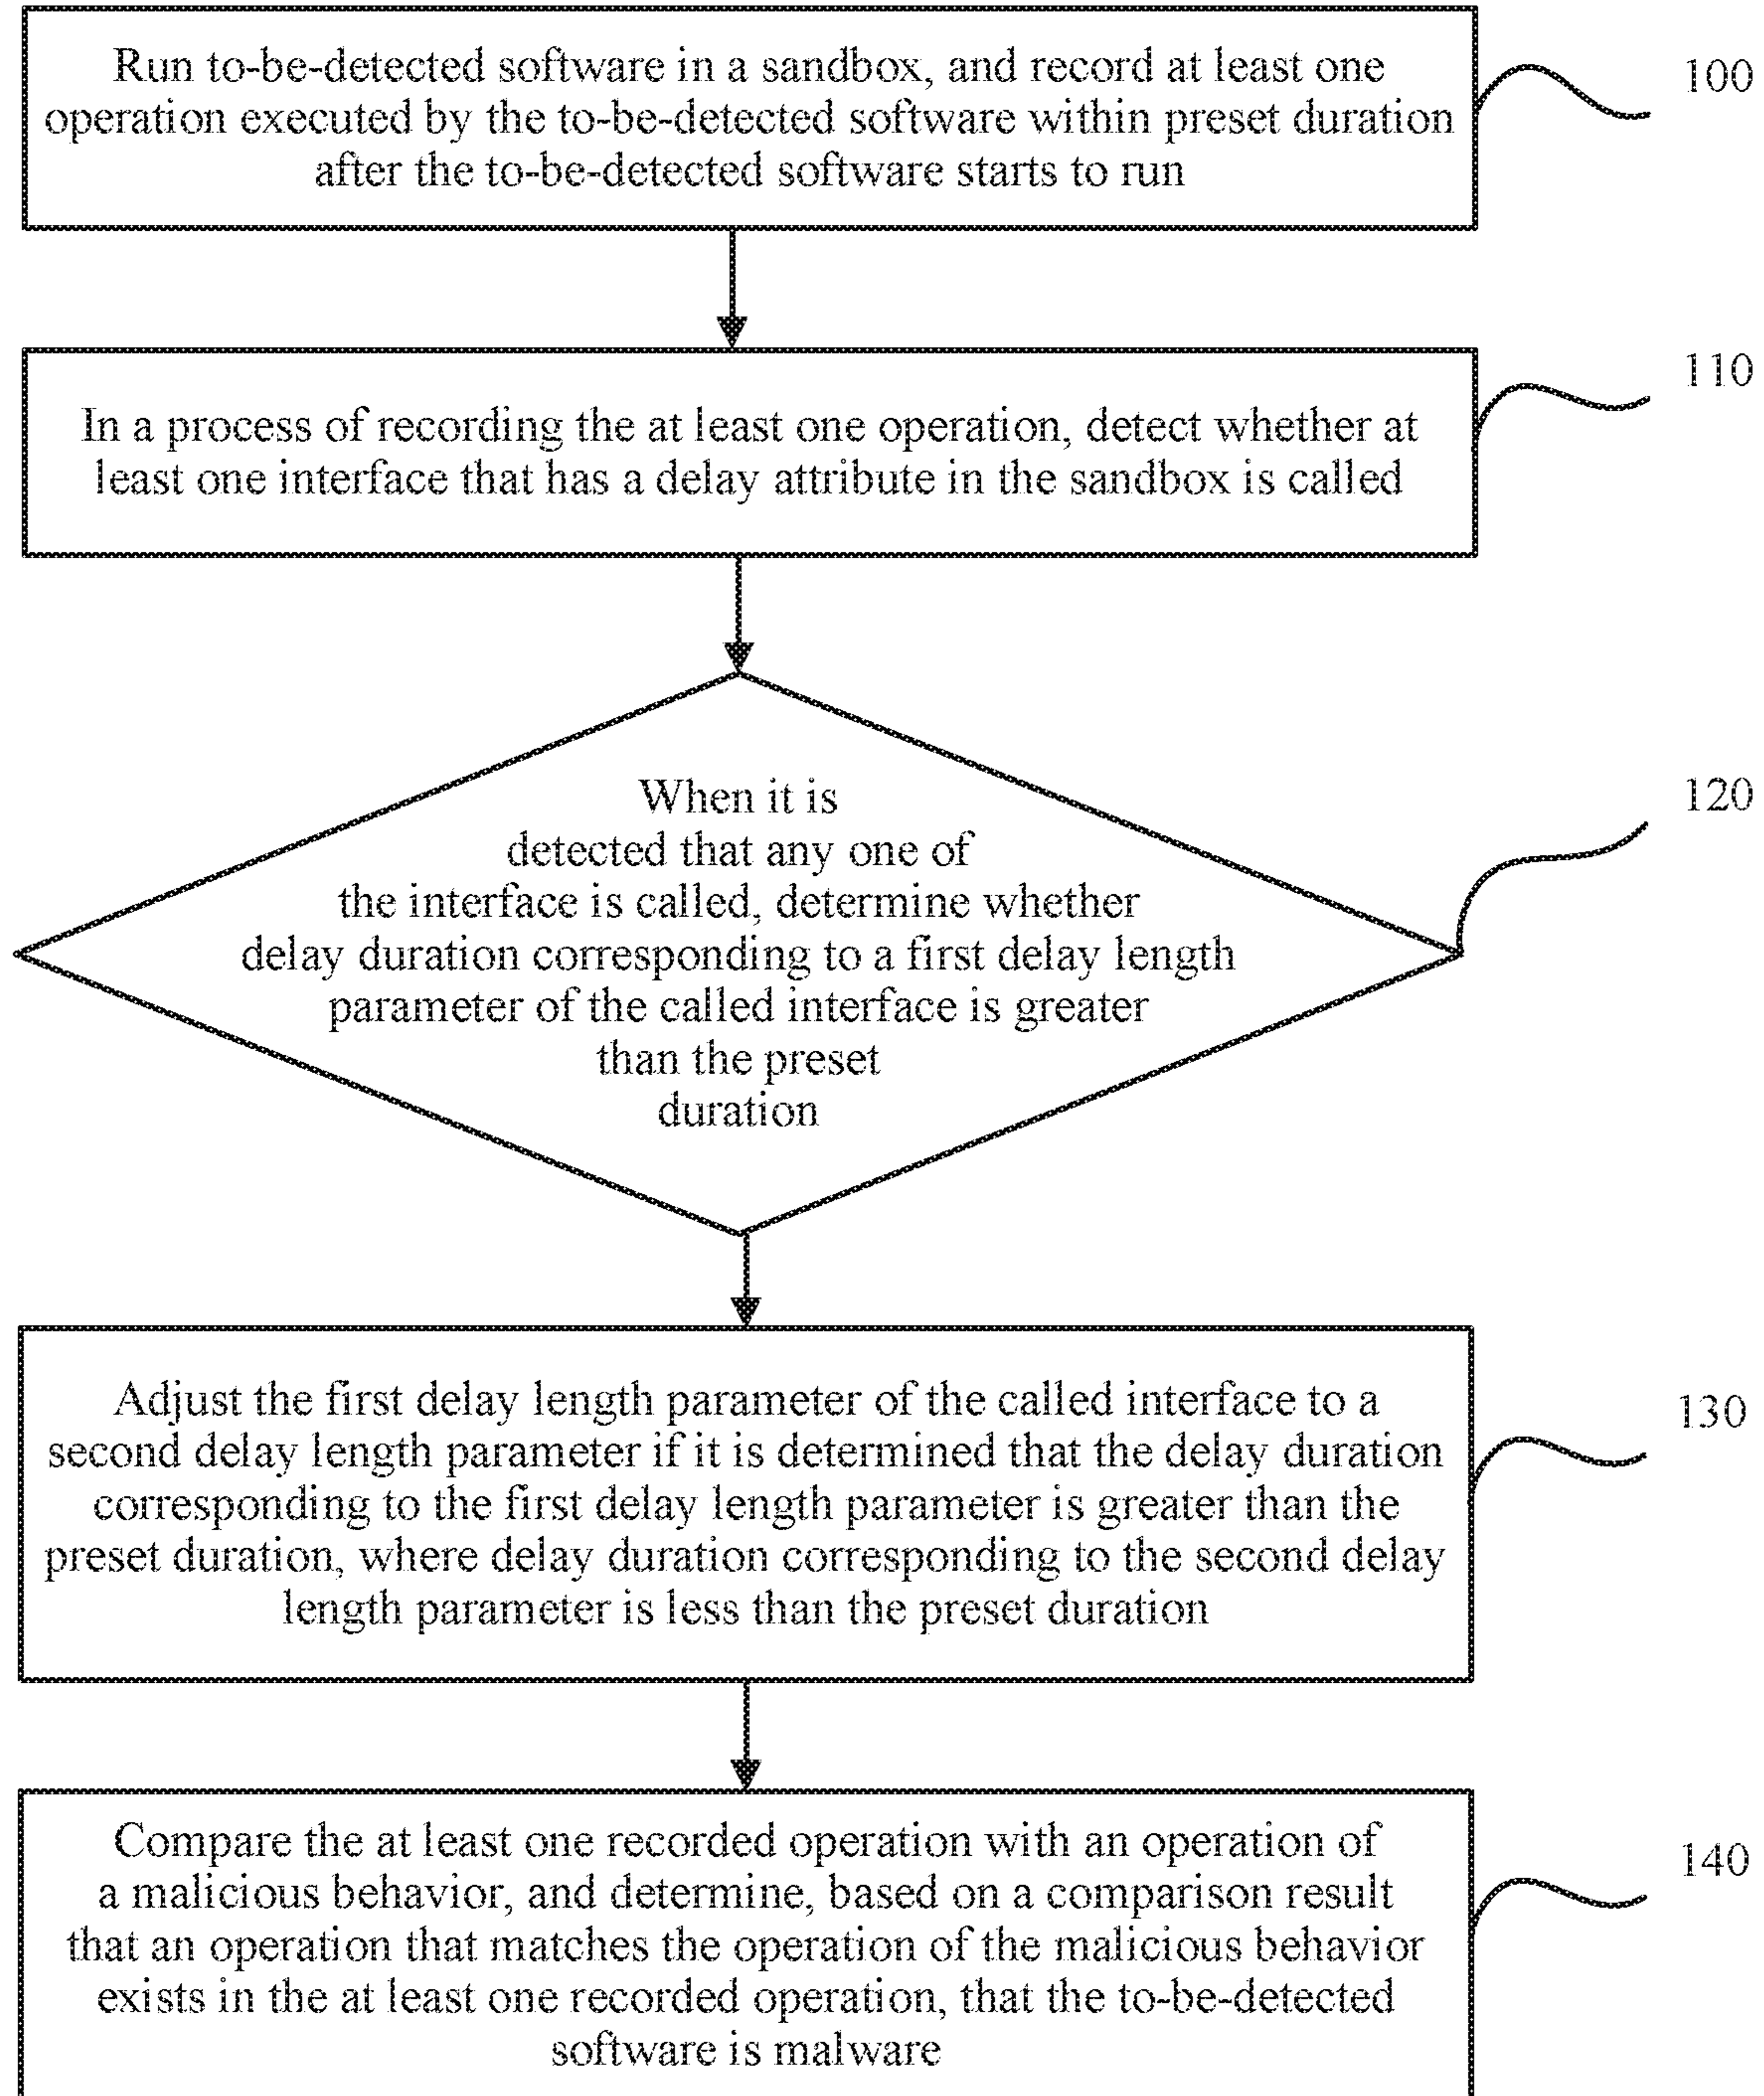 Run to-be-detected software in a sandbox, and record at least one
operation executed by the to-be-detected software within preset duration
after the to-be-detected software starts to run
100
In a process of recording the at least one operation, detect whether at
least one interface that has a delay attribute in the sandbox is called
110
When it is
detected that any one of
the interface is called, determine whether
delay duration corresponding to a first delay length
parameter of the called interface is greater
than the preset
duration
120
Adjust the first delay length parameter of the called interface to a
second delay length parameter if it is determined that the delay duration
corresponding to the first delay length parameter is greater than the
preset duration, where delay duration corresponding to the second delay
length parameter is less than the preset duration
130
Compare the at least one recorded operation with an operation of
a malicious behavior, and determine, based on a comparison result
that an operation that matches the operation of the malicious behavior
exists in the at least one recorded operation, that the to-be-detected
software is malware
140